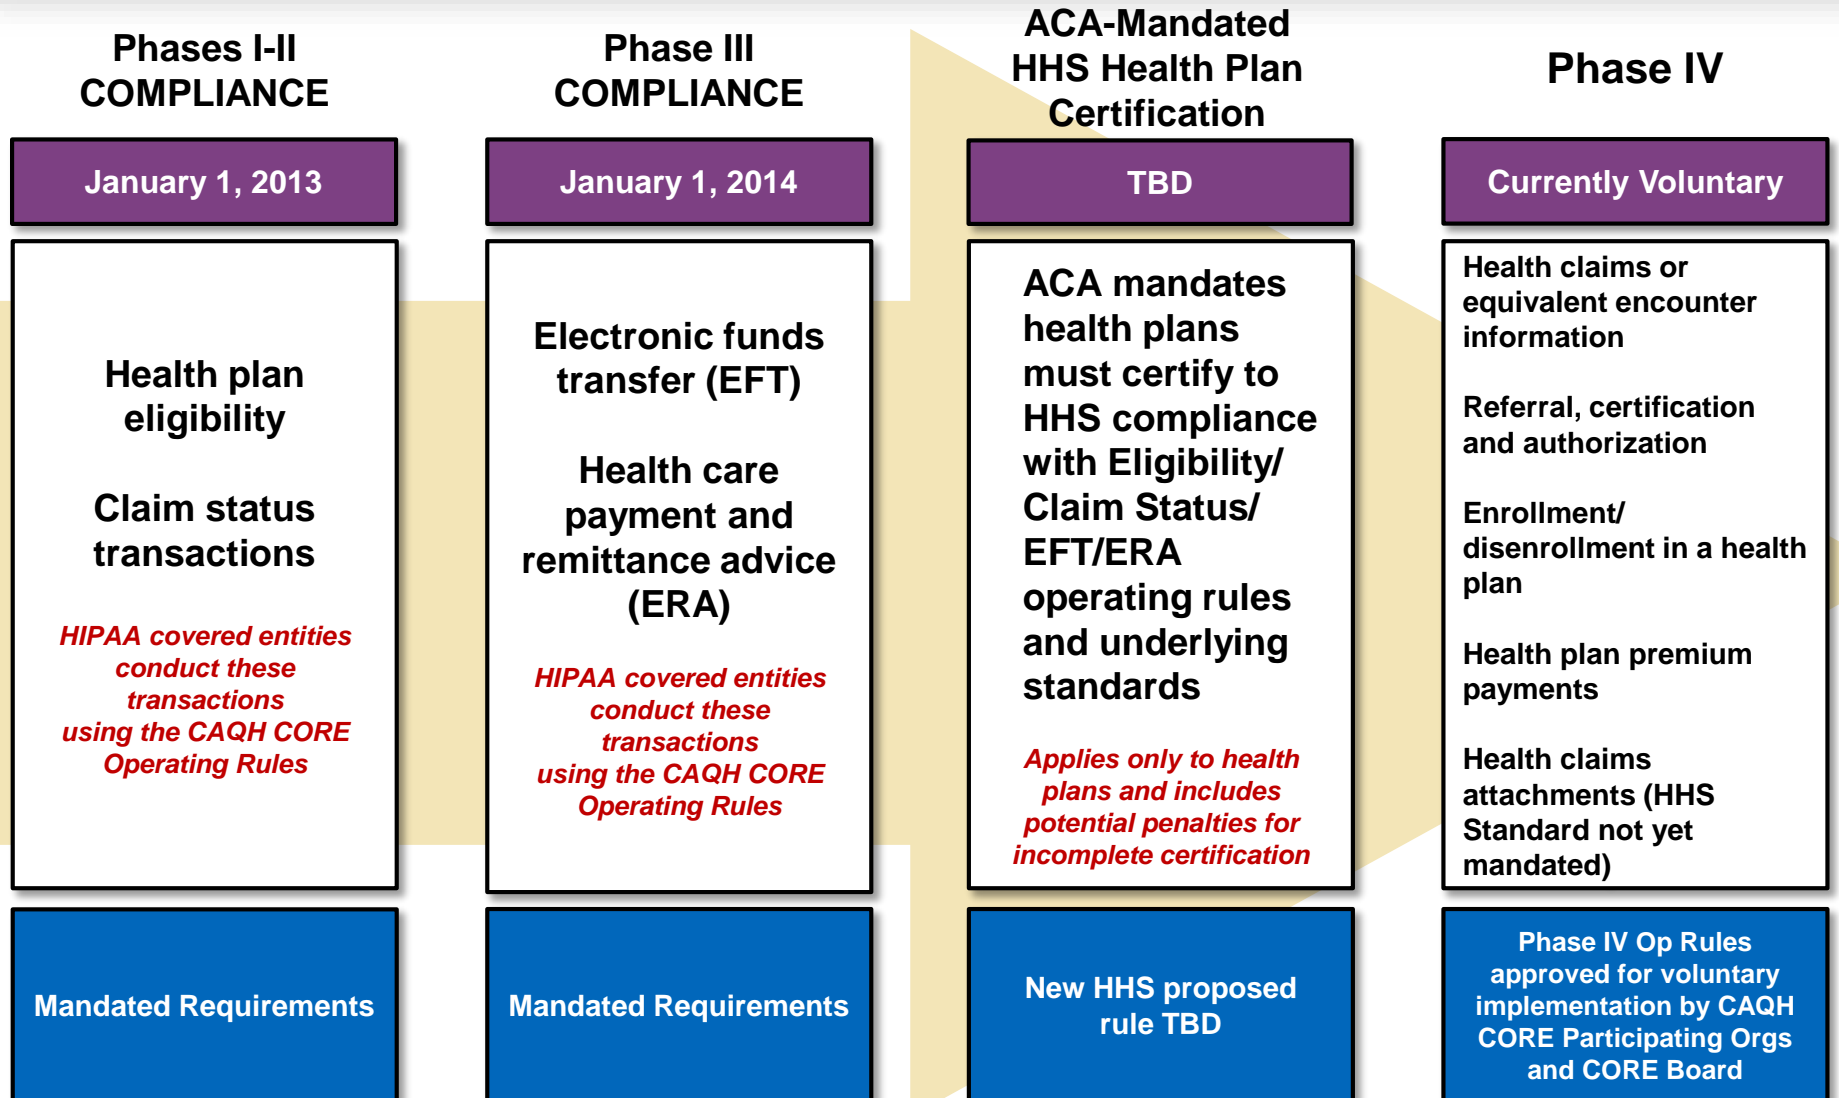 Phases I-II
COMPLIANCE
January 1, 2013
Health plan
eligibility
Claim status
transactions
HIPAA covered entities
conduct these
transactions
using the CAQH CORE
Operating Rules
Mandated Requirements
Phase III
COMPLIANCE
January 1, 2014
Electronic funds
transfer (EFT)
Health care
payment and
remittance advice
(ERA)
HIPAA covered entities
conduct these
transactions
using the CAQH CORE
Operating Rules
Mandated Requirements
ACA-Mandated
HHS Health Plan
Certification
TBD
ACA mandates
health plans
must certify to
HHS compliance
with Eligibility/
Claim Status/
EFT/ERA
operating rules
and underlying
standards
Applies only to health
plans and includes
potential penalties for
incomplete certification
New HHS proposed
rule TBD
Phase IV
Currently Voluntary
Health claims or
equivalent encounter
information
Referral, certification
and authorization
Enrollment/
disenrollment in a health
plan
Health plan premium
payments
Health claims
attachments (HHS
Standard not yet
mandated)
Phase IV Op Rules
approved for voluntary
implementation by CAQH
CORE Participating Orgs
and CORE Board